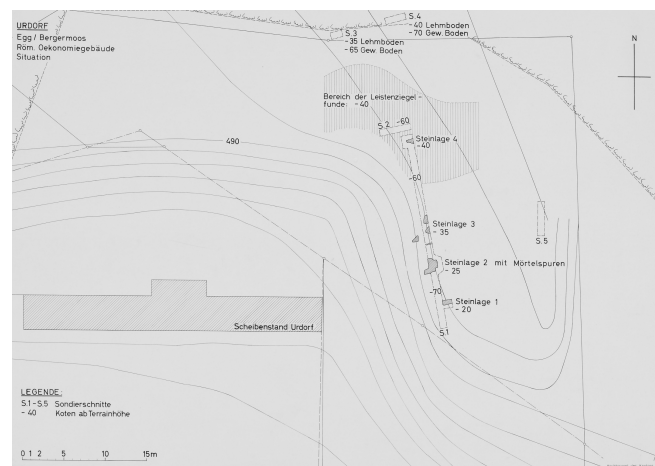 URDORF
Egg / Bergermoos
Röm. Oekonomiegebäude
Situation
S.4
-40 Lehmboden
-70 Gew. Boden
S.3
-35 Lehmboden
-65 Gew. Boden
N
Bereich der Leistenziegel-
funde: -40
S.2
-60
Steinlage 4
-40
490
-60
Steinlage 3
-35
S.5
Steinlage 2 mit Mörtelspuren
-25
-70
Steinlage 1
-20
S.1
Scheibenstand Urdorf
LEGENDE:
S.1-S.5 Sondierschnitte
-40 Koten ab Terrainhöhe
0 1 2 5 10 15m